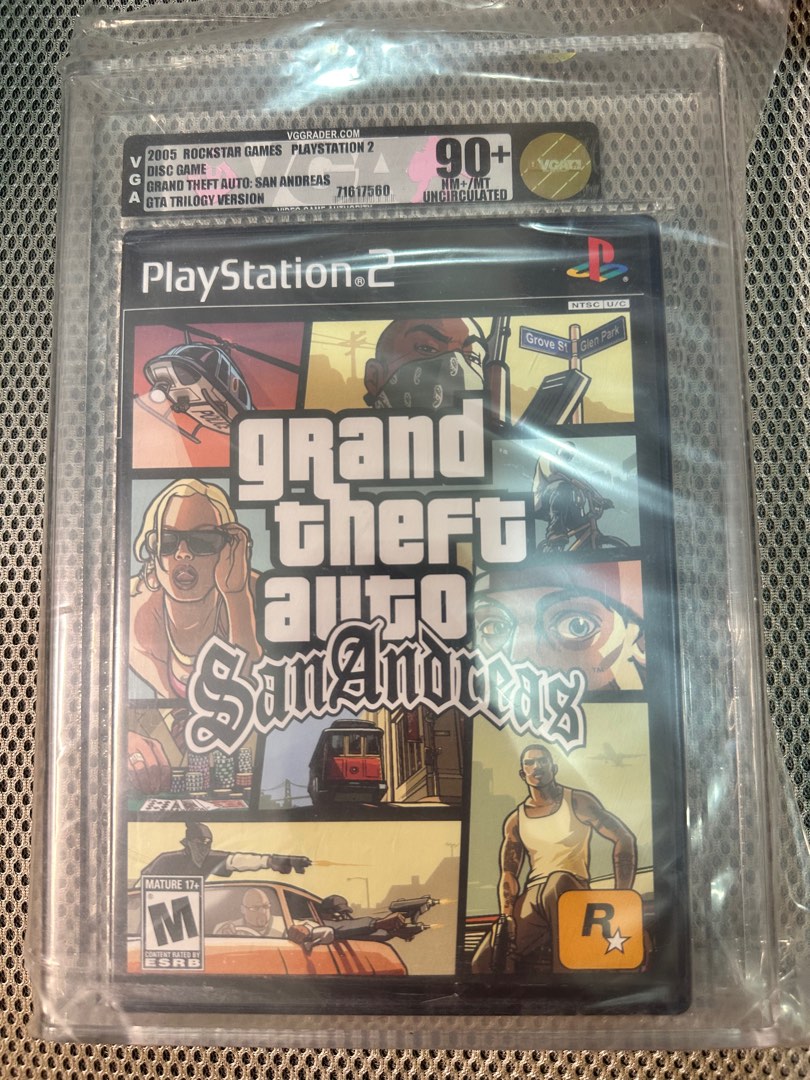 VGGRADER.COM
VGA
2005 ROCKSTAR GAMES PLAYSTATION 2
DISC GAME
GRAND THEFT AUTO: SAN ANDREAS
GTA TRILOGY VERSION
71617560
90+
NM+/MT
UNCIRCULATED
VGA
PlayStation®2
NTSC U/C
Grove St
Glen Park
grand
theft
auto
San Andreas
MATURE 17+
M
CONTENT RATED BY
ESRB
R